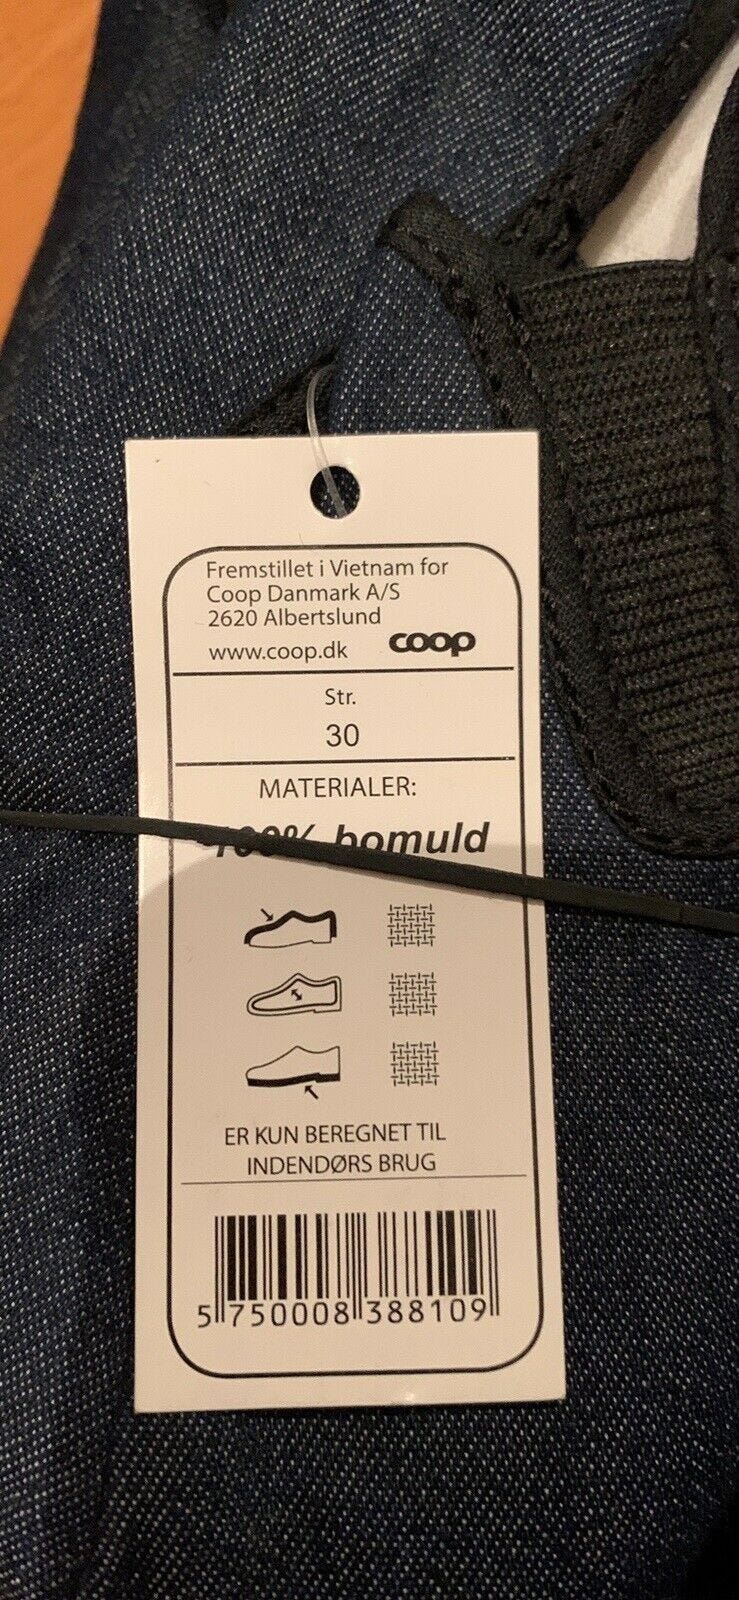 Fremstillet i Vietnam for
Coop Danmark A/S
2620 Albertslund
www.coop.dk coop
Str.
30
MATERIALER:
100% bomuld
ER KUN BEREGNET TIL
INDENDØRS BRUG
5 750008 388109